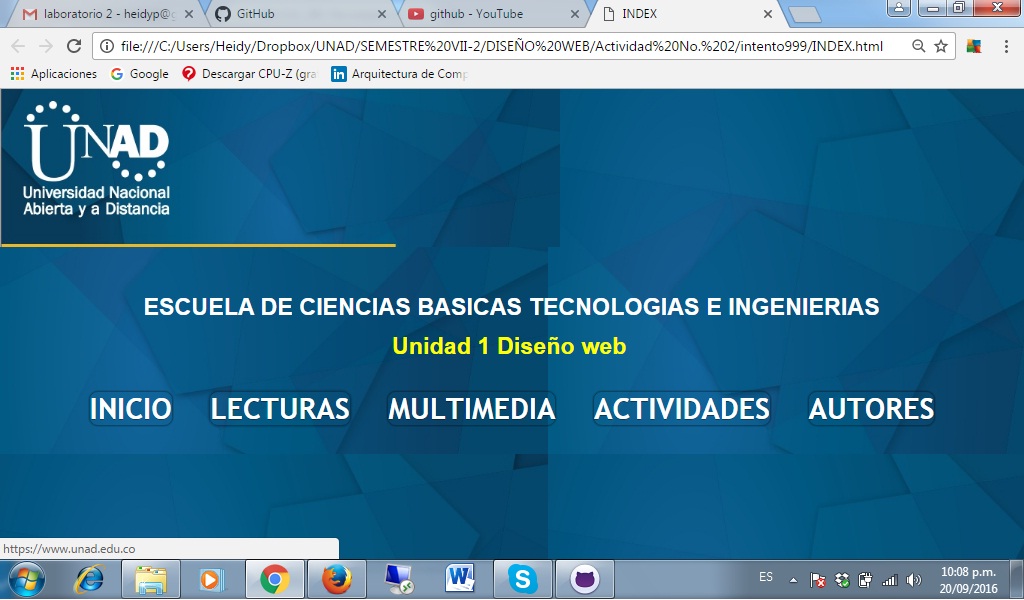 laboratorio 2 - heidyp@g
GitHub
github - YouTube
INDEX
file:///C:/Users/Heidy/Dropbox/UNAD/SEMESTRE%20VII-2/DISEÑO%20WEB/Actividad%20No.%202/intento999/INDEX.html
Aplicaciones
Google
Descargar CPU-Z (gra
Arquitectura de Comp
UNAD
Universidad Nacional
Abierta y a Distancia
ESCUELA DE CIENCIAS BASICAS TECNOLOGIAS E INGENIERIAS
Unidad 1 Diseño web
INICIO LECTURAS MULTIMEDIA ACTIVIDADES AUTORES
https://www.unad.edu.co
ES
10:08 p.m.
20/09/2016